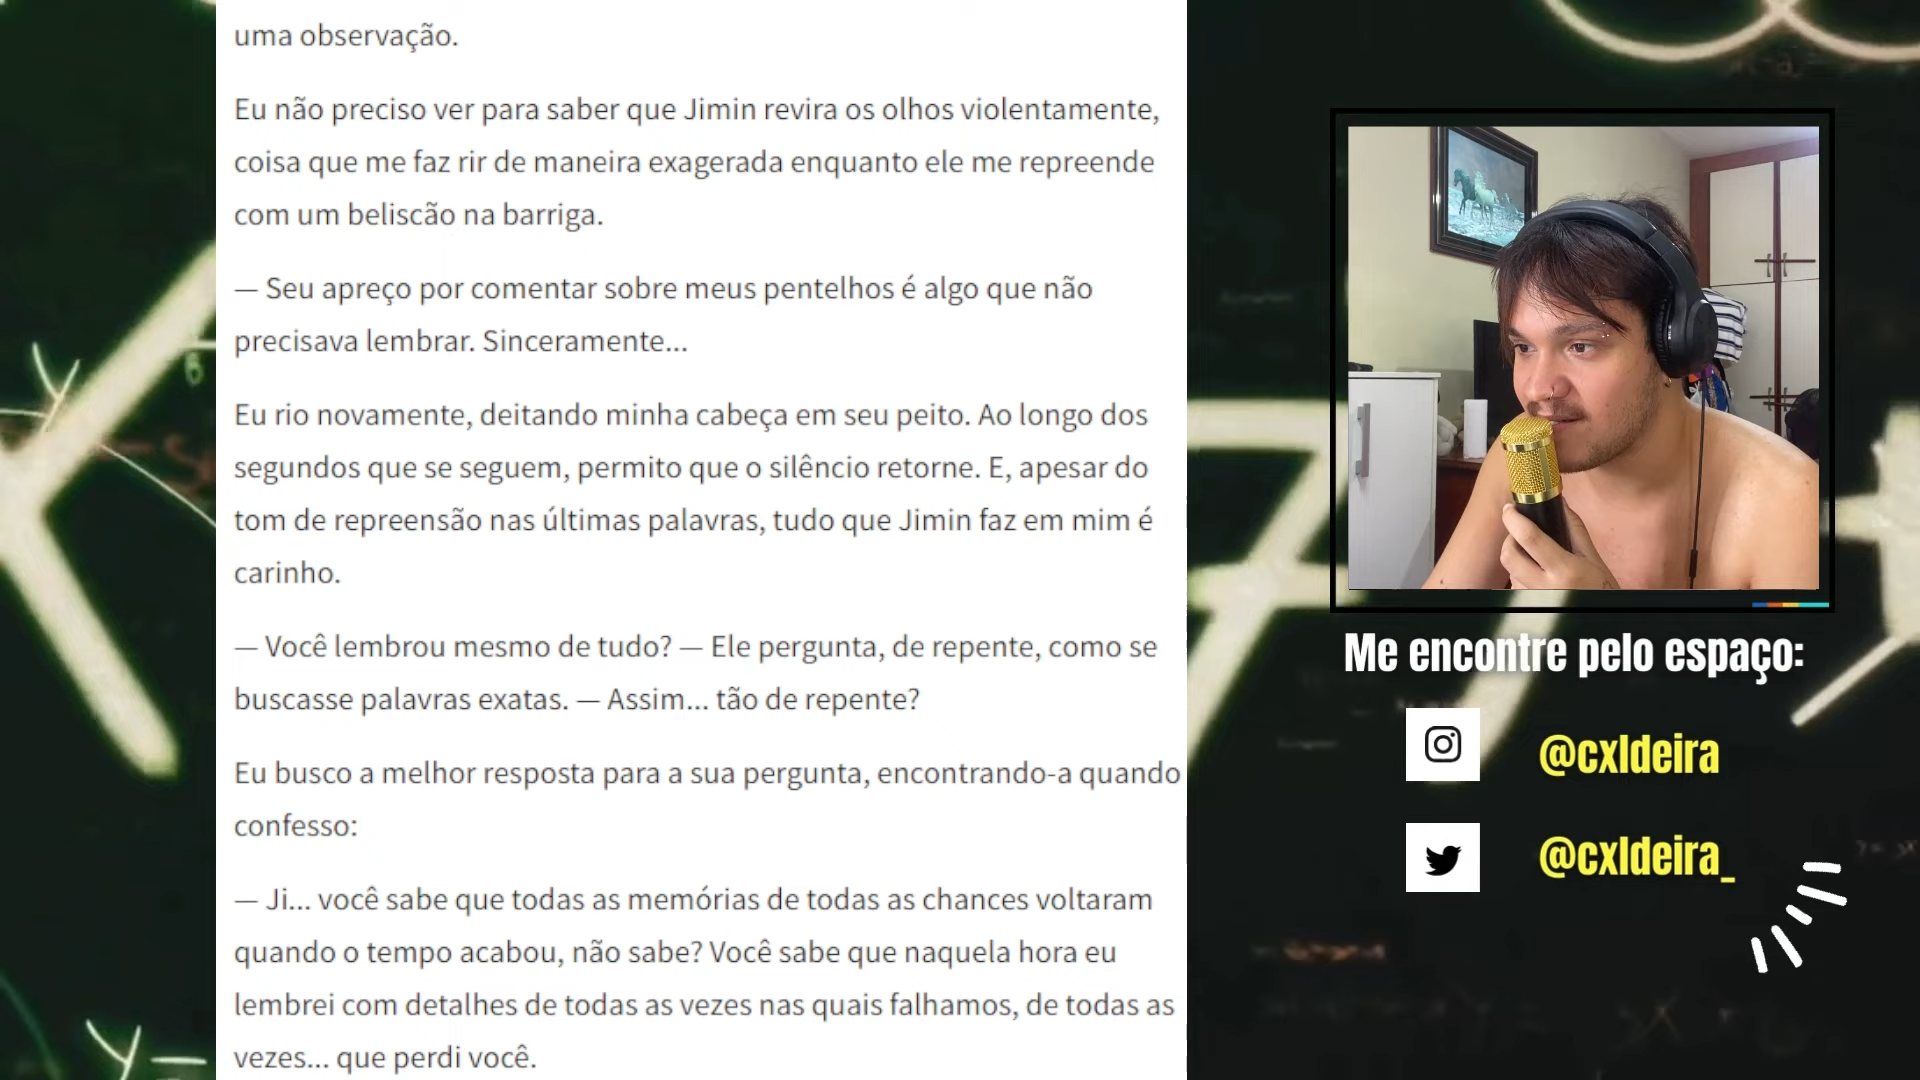 uma observação.
Eu não preciso ver para saber que Jimin revira os olhos violentamente,
coisa que me faz rir de maneira exagerada enquanto ele me repreende
com um beliscão na barriga.
— Seu apreço por comentar sobre meus pentelhos é algo que não
precisava lembrar. Sinceramente...
Eu rio novamente, deitando minha cabeça em seu peito. Ao longo dos
segundos que se seguem, permito que o silêncio retorne. E, apesar do
tom de repreensão nas últimas palavras, tudo que Jimin faz em mim é
carinho.
— Você lembrou mesmo de tudo? — Ele pergunta, de repente, como se
buscasse palavras exatas. — Assim... tão de repente?
Eu busco a melhor resposta para a sua pergunta, encontrando-a quando
confesso:
— Ji... você sabe que todas as memórias de todas as chances voltaram
quando o tempo acabou, não sabe? Você sabe que naquela hora eu
lembrei com detalhes de todas as vezes nas quais falhamos, de todas as
vezes... que perdi você.
Me encontre pelo espaço:
@cxldeira
@cxldeira_